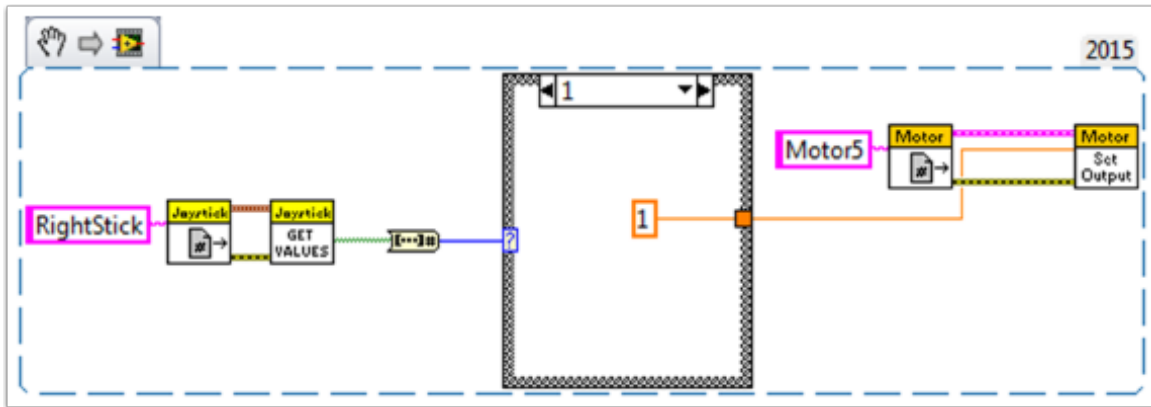 2015
1
Motor5
Motor
#
Motor
Set
Output
RightStick
Joystick
#
Joystick
GET
VALUES
[...]#
?
1